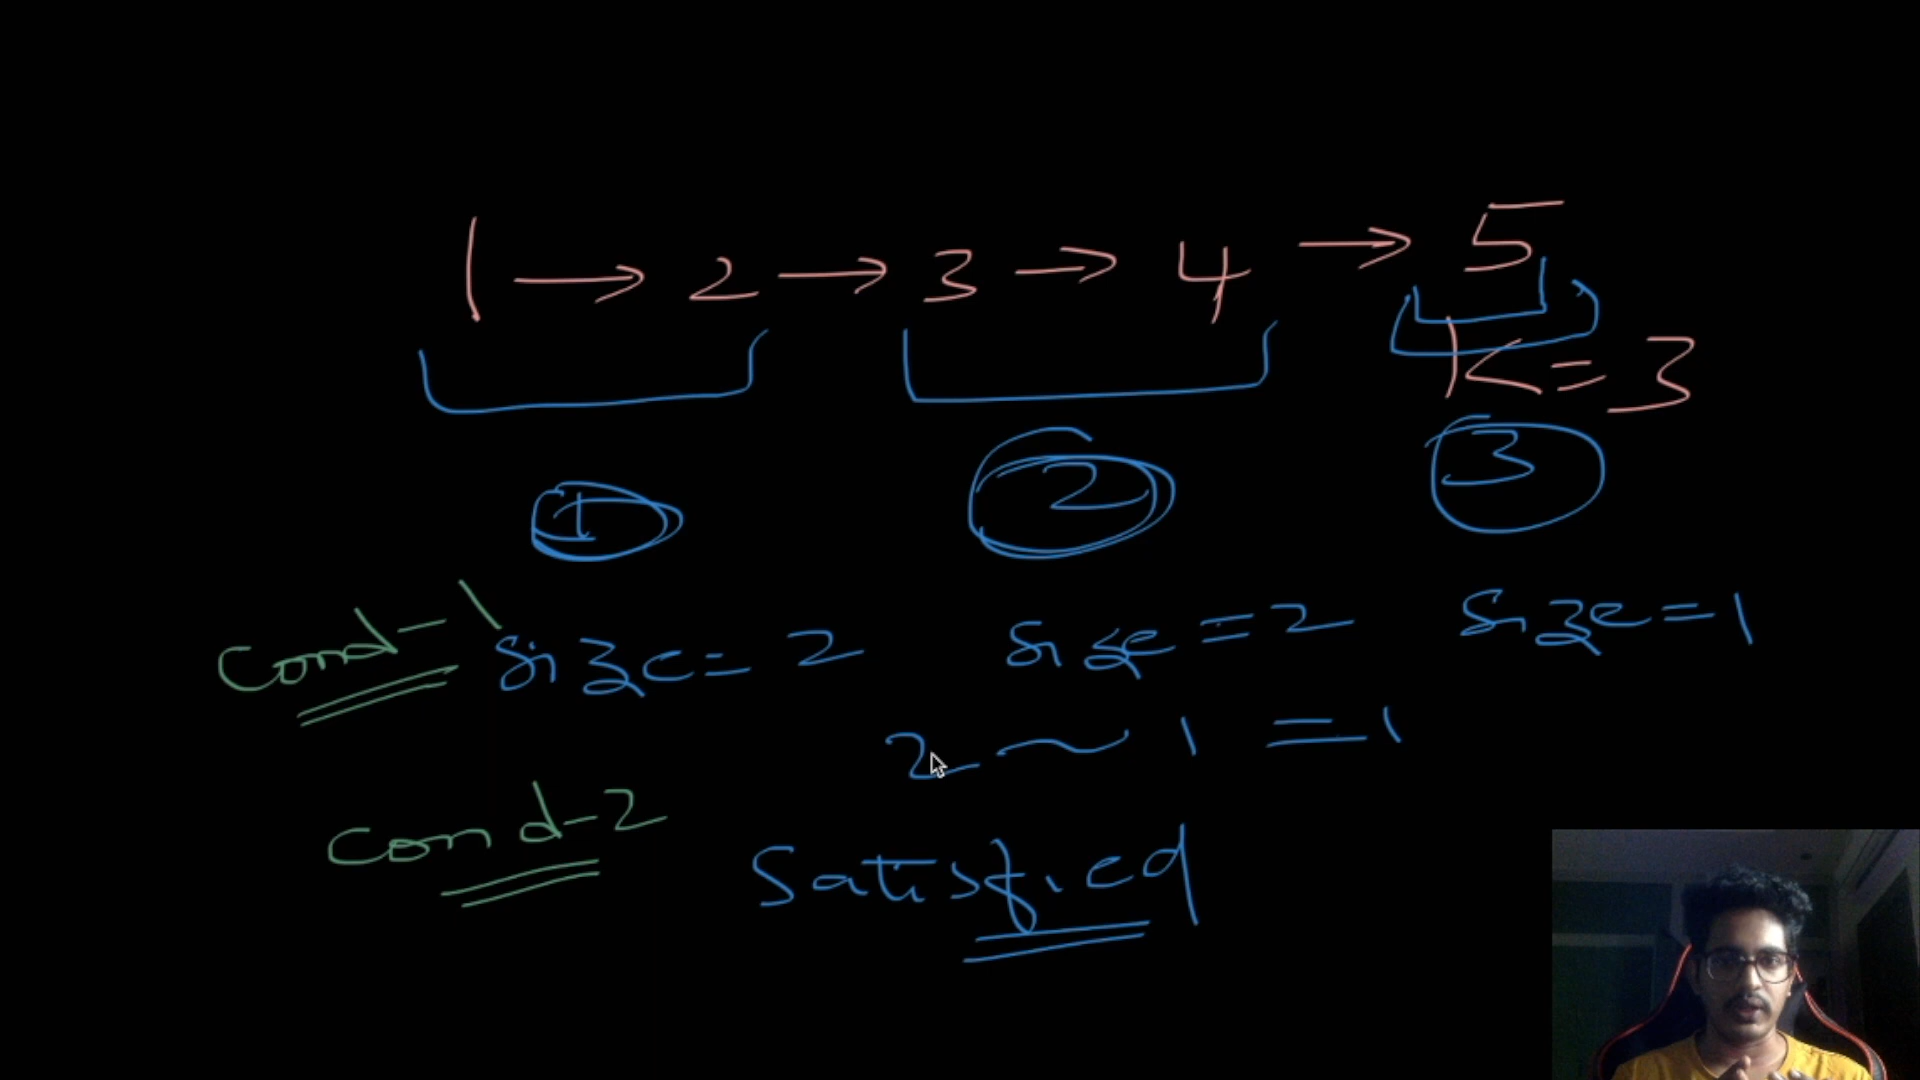 1 → 2 → 3 → 4 → 5
K = 3
1 2 3
Cond-1 Size = 2 Size = 2 Size = 1
2 ~ 1 = 1
Cond-2
Satisfied